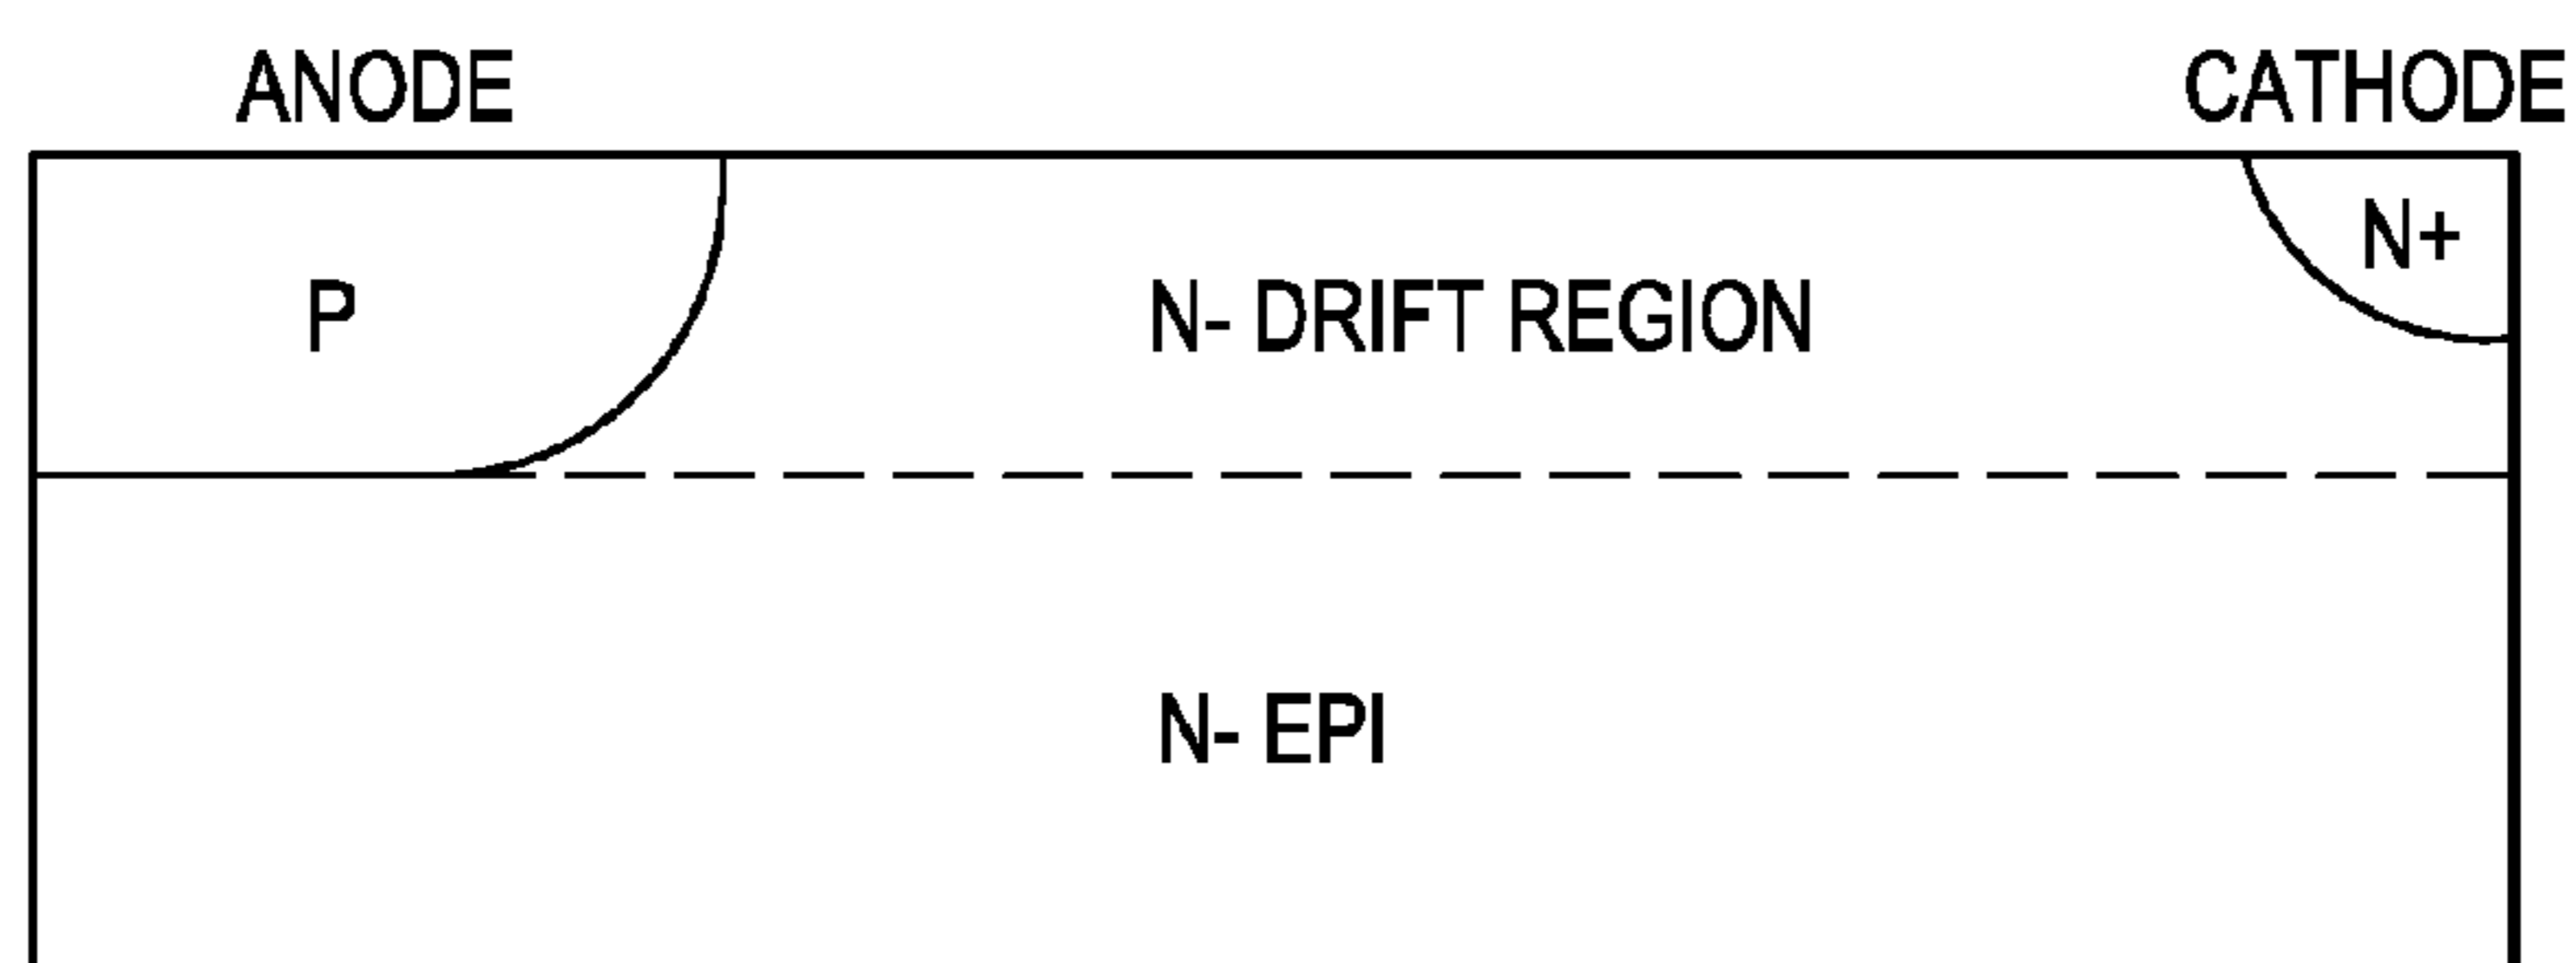 ANODE
CATHODE
P
N- DRIFT REGION
N+
N- EPI